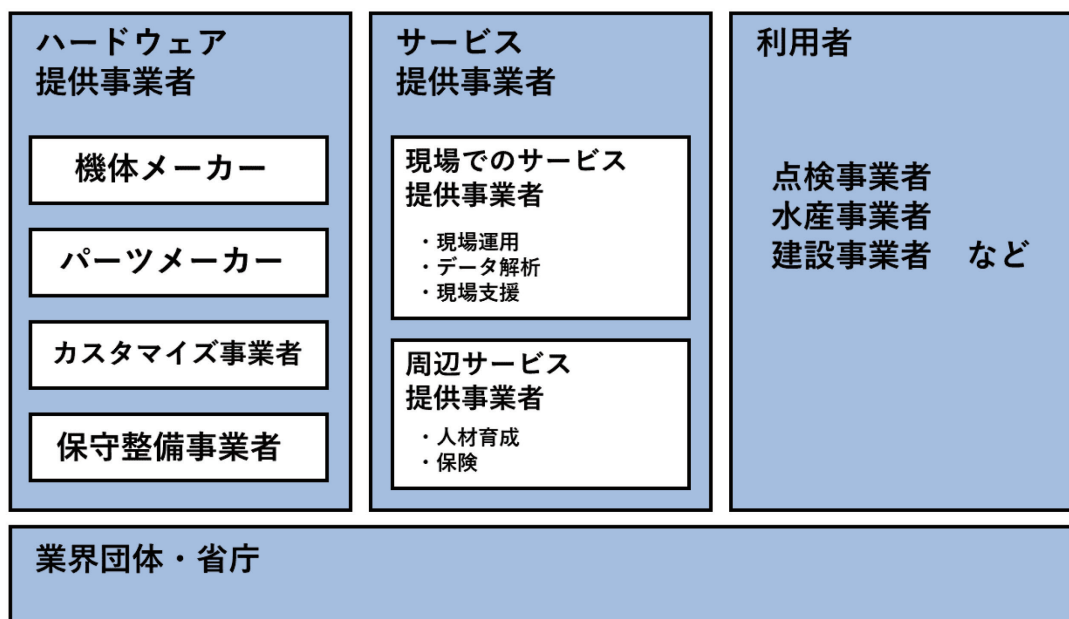 ハードウェア
提供事業者
機体メーカー
パーツメーカー
カスタマイズ事業者
保守整備事業者
サービス
提供事業者
現場でのサービス
提供事業者
・現場運用
・データ解析
・現場支援
周辺サービス
提供事業者
・人材育成
・保険
利用者
点検事業者
水産事業者
建設事業者　など
業界団体・省庁